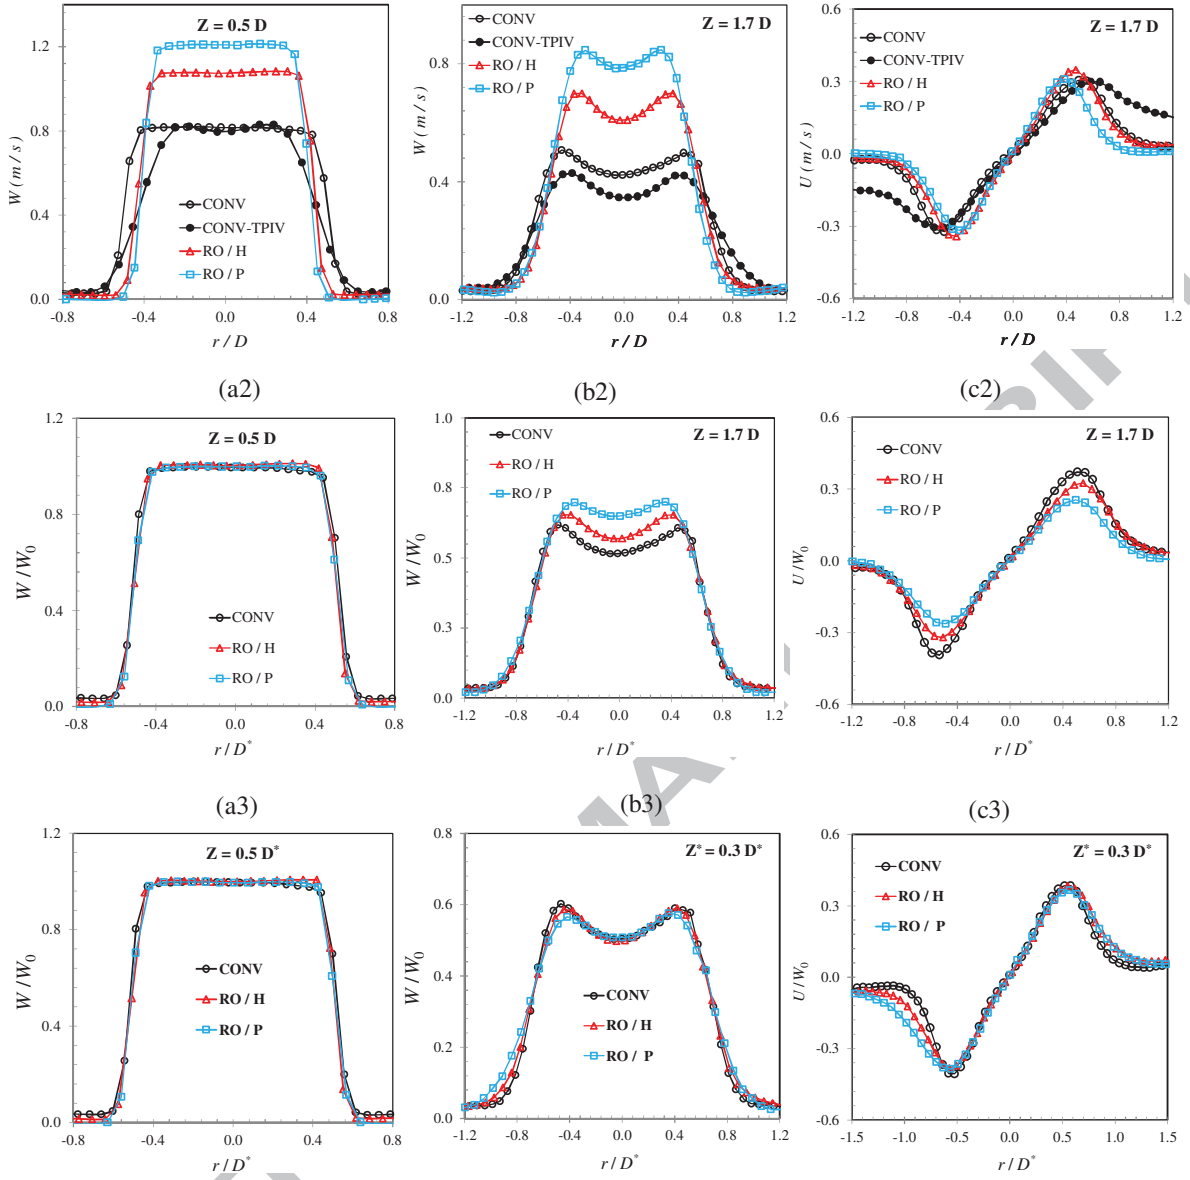 Z = 0.5 D
W ( m / s )
1.2
0.8
0.4
0.0
CONV
CONV-TPIV
RO / H
RO / P
-0.8 -0.4 0.0 0.4 0.8
r / D
CONV
CONV-TPIV
RO / H
RO / P
Z = 1.7 D
W ( m / s )
1.2
0.8
0.4
0.0
-1.2 -0.8 -0.4 0.0 0.4 0.8 1.2
r / D
CONV
CONV-TPIV
RO / H
RO / P
Z = 1.7 D
U ( m / s )
0.6
0.3
0.0
-0.3
-0.6
-1.2 -0.8 -0.4 0.0 0.4 0.8 1.2
r / D
(a2)
Z = 0.5 D
W / W0
1.2
0.8
0.4
0.0
CONV
RO / H
RO / P
-0.8 -0.4 0.0 0.4 0.8
r / D*
(b2)
CONV
RO / H
RO / P
Z = 1.7 D
W / W0
1.0
0.8
0.5
0.3
0.0
-1.2 -0.8 -0.4 0.0 0.4 0.8 1.2
r / D*
(c2)
CONV
RO / H
RO / P
Z = 1.7 D
U / W0
0.6
0.3
0.0
-0.3
-0.6
-1.2 -0.8 -0.4 0.0 0.4 0.8 1.2
r / D*
(a3)
Z = 0.5 D*
W / W0
1.2
0.8
0.4
0.0
CONV
RO / H
RO / P
-0.8 -0.4 0.0 0.4 0.8
r / D*
(b3)
Z* = 0.3 D*
W / W0
0.8
0.6
0.4
0.2
0.0
CONV
RO / H
RO / P
-1.2 -0.8 -0.4 0.0 0.4 0.8 1.2
r / D*
(c3)
CONV
RO / H
RO / P
Z* = 0.3 D*
U / W0
0.6
0.3
0.0
-0.3
-0.6
-1.5 -1.0 -0.5 0.0 0.5 1.0 1.5
r / D*